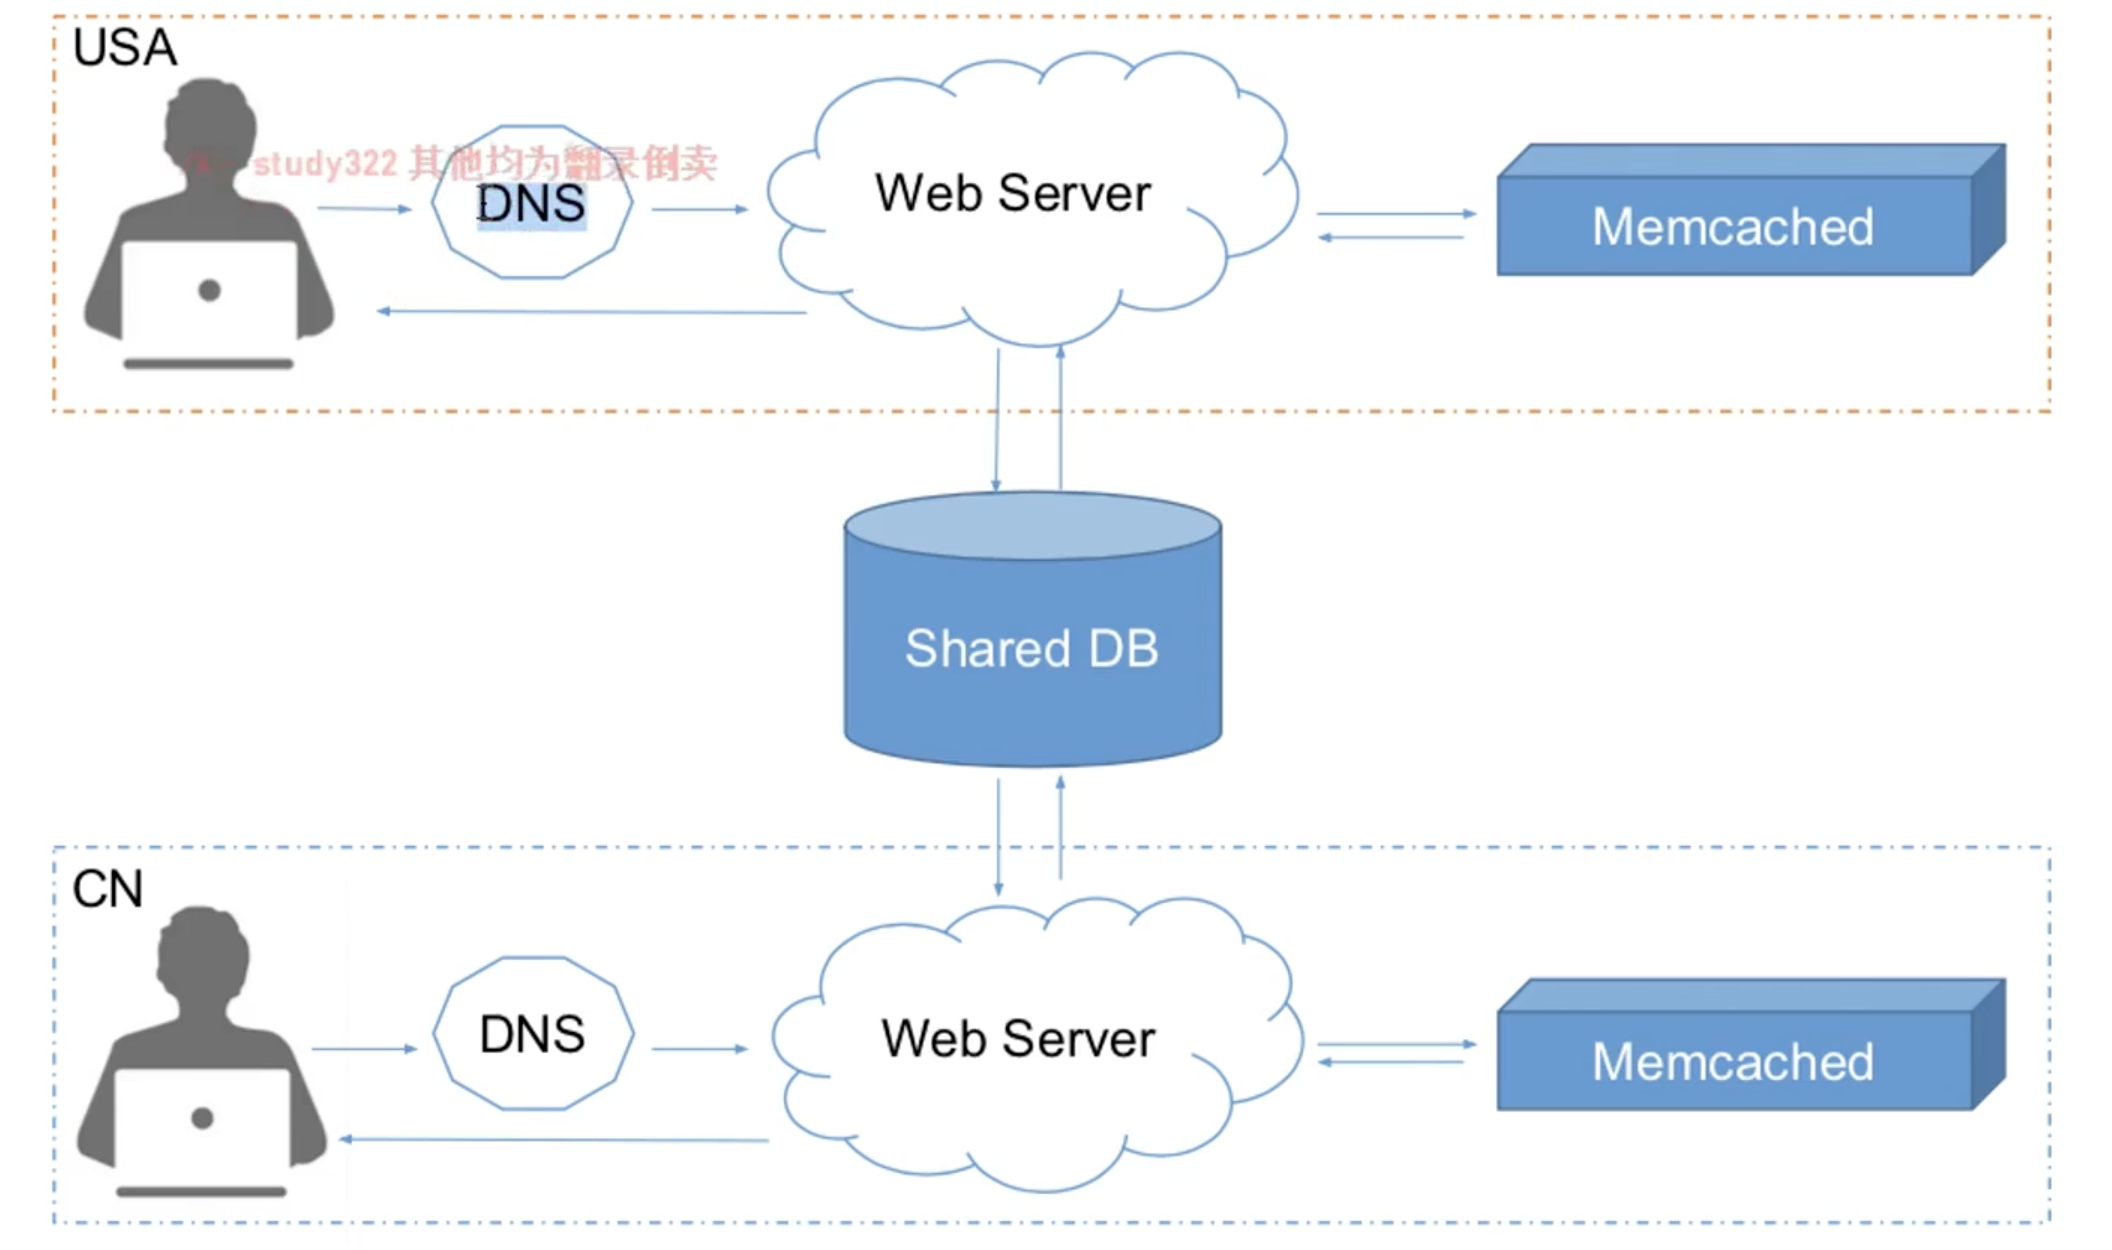 USA
study322 其他均为翻录倒卖
DNS
Web Server
Memcached
Shared DB
CN
DNS
Web Server
Memcached